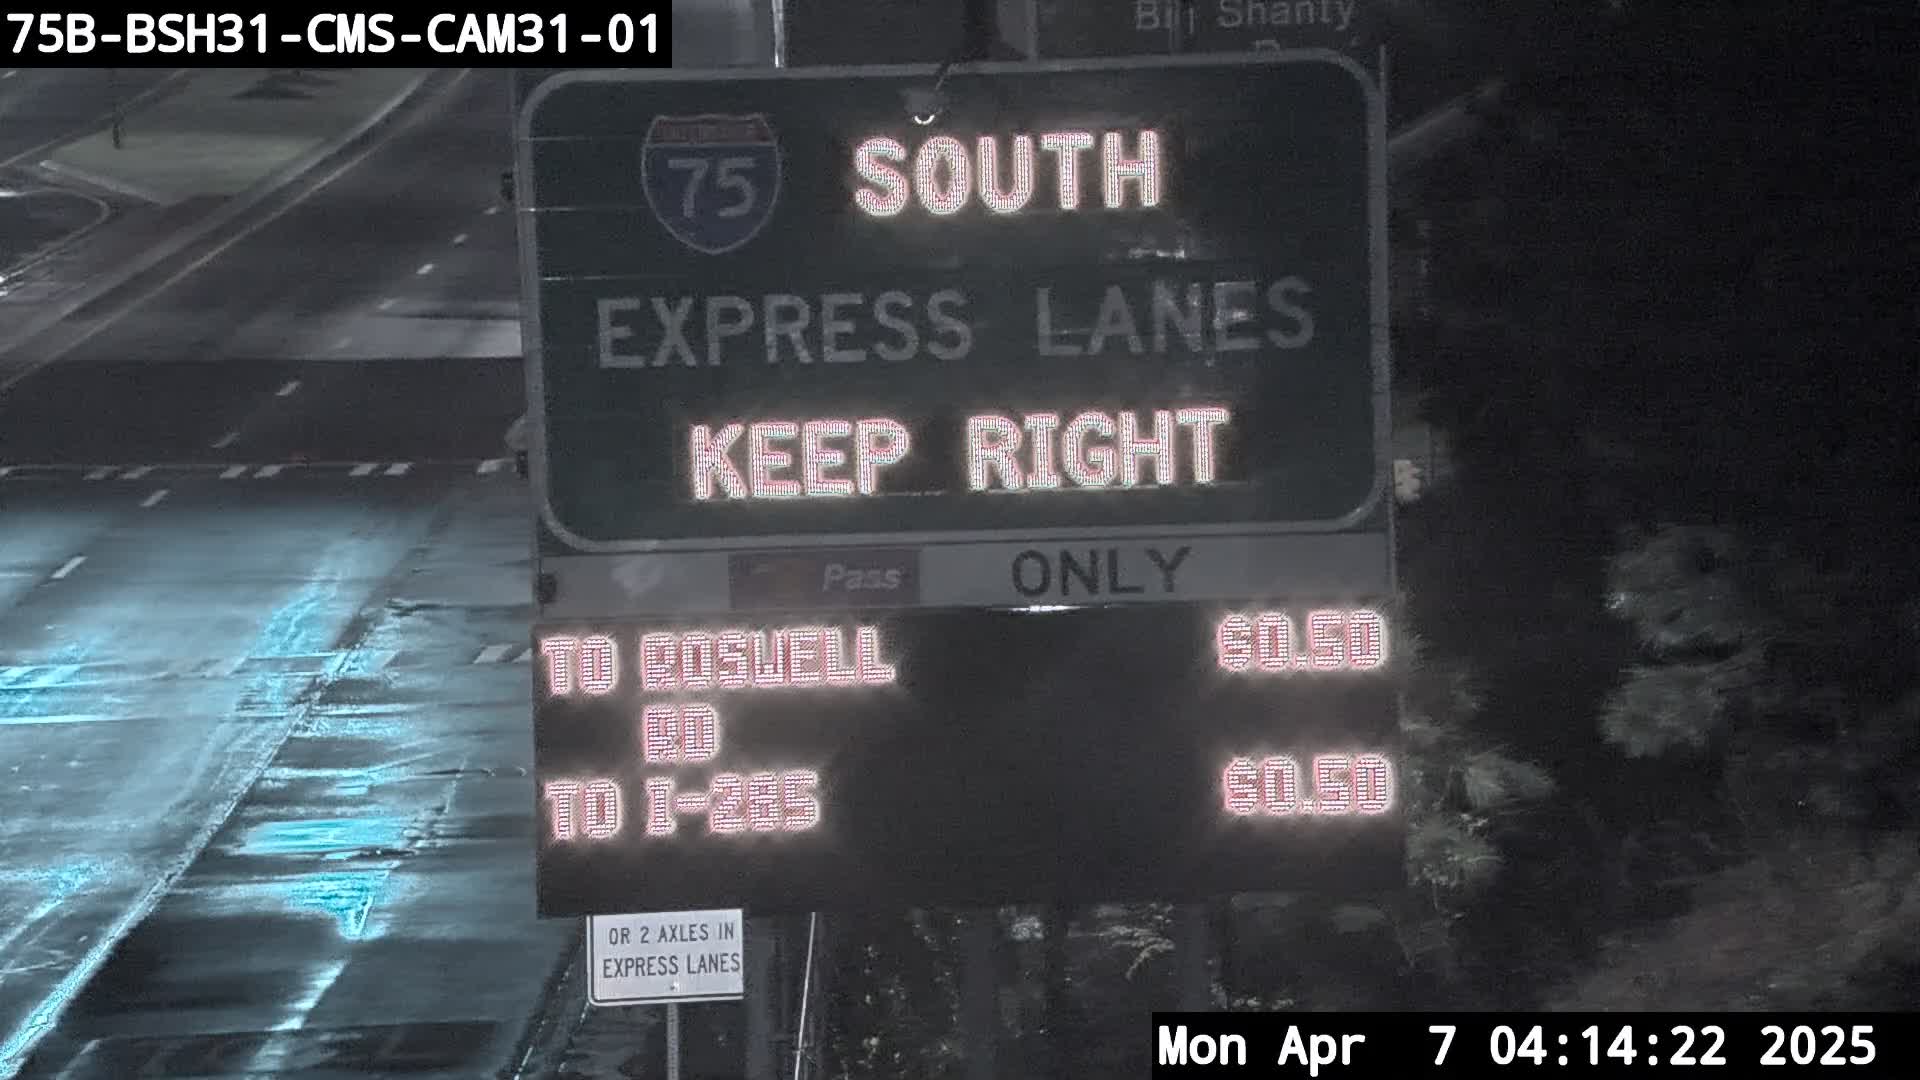 75B-BSH31-CMS-CAM31-01
Shanty
75
SOUTH
EXPRESS LANES
KEEP RIGHT
Pass
ONLY
TO ROSWELL $0.50
RD
TO I-285 $0.50
OR 2 AXLES IN
EXPRESS LANES
Mon Apr 7 04:14:22 2025